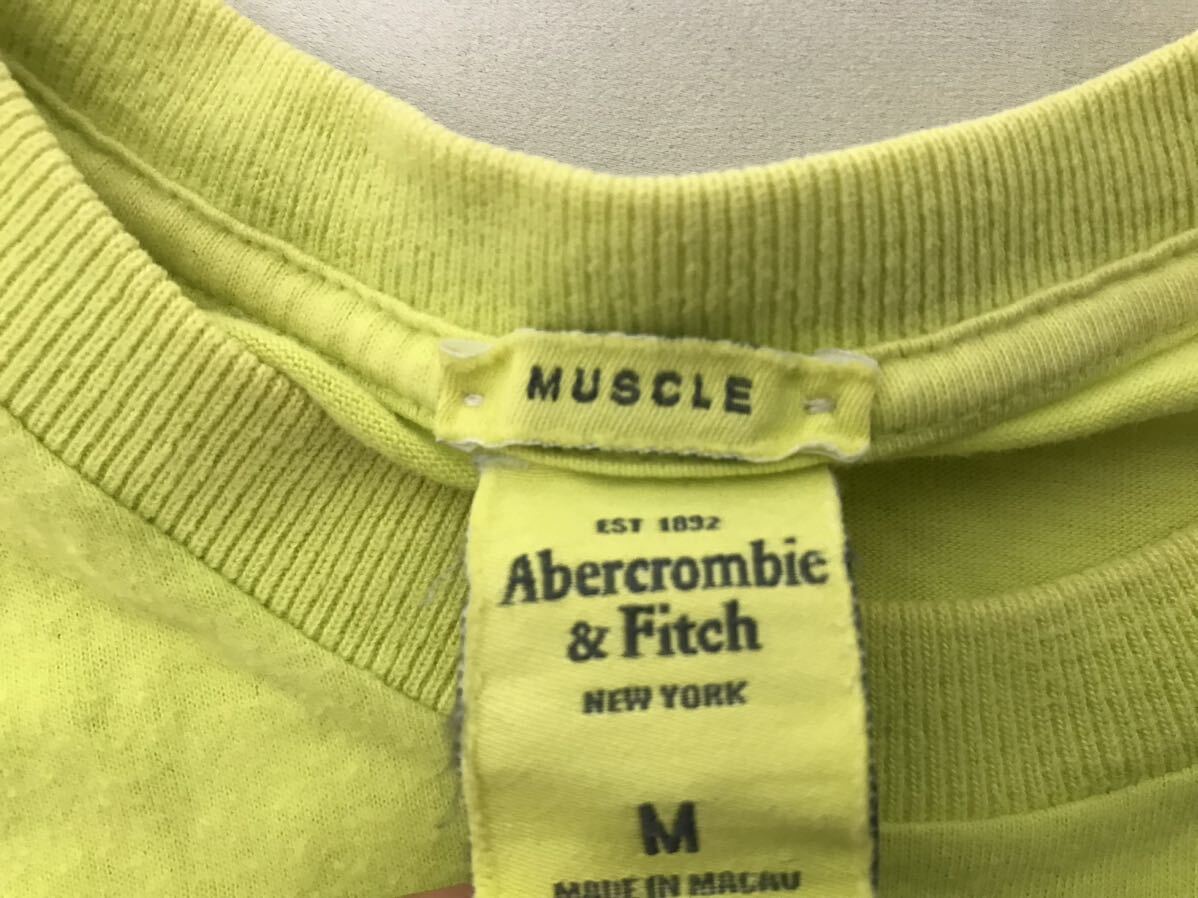 MUSCLE
EST 1892
Abercrombie
& Fitch
NEW YORK
M
MADE IN MACAU